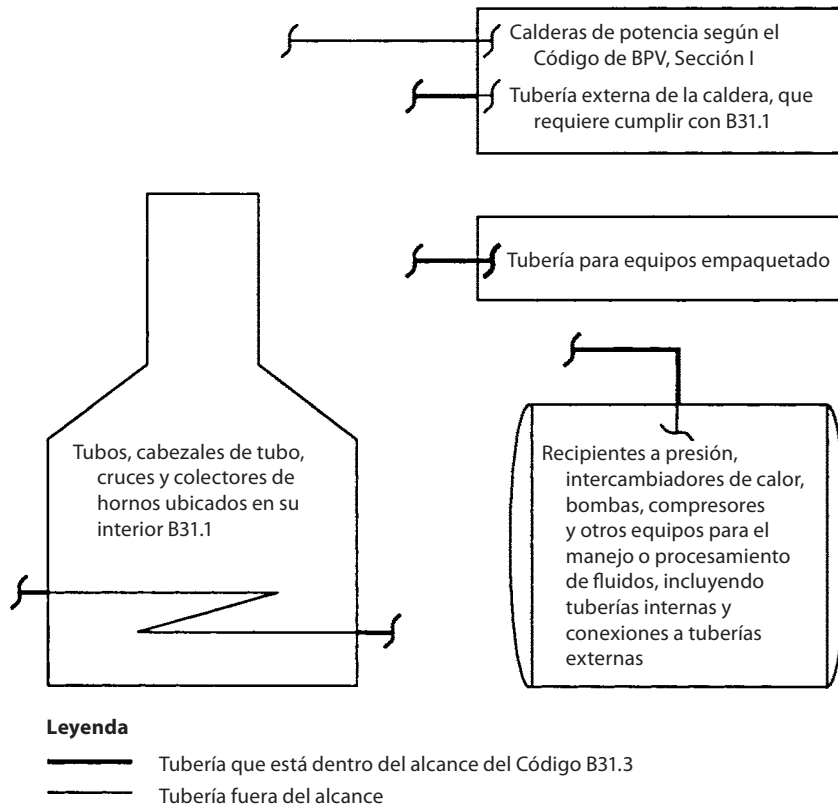 Calderas de potencia según el
Código de BPV, Sección I
Tubería externa de la caldera, que
requiere cumplir con B31.1
Tubería para equipos empaquetado
Tubos, cabezales de tubo,
cruces y colectores de
hornos ubicados en su
interior B31.1
Recipientes a presión,
intercambiadores de calor,
bombas, compresores
y otros equipos para el
manejo o procesamiento
de fluidos, incluyendo
tuberías internas y
conexiones a tuberías
externas
Leyenda
Tubería que está dentro del alcance del Código B31.3
Tubería fuera del alcance